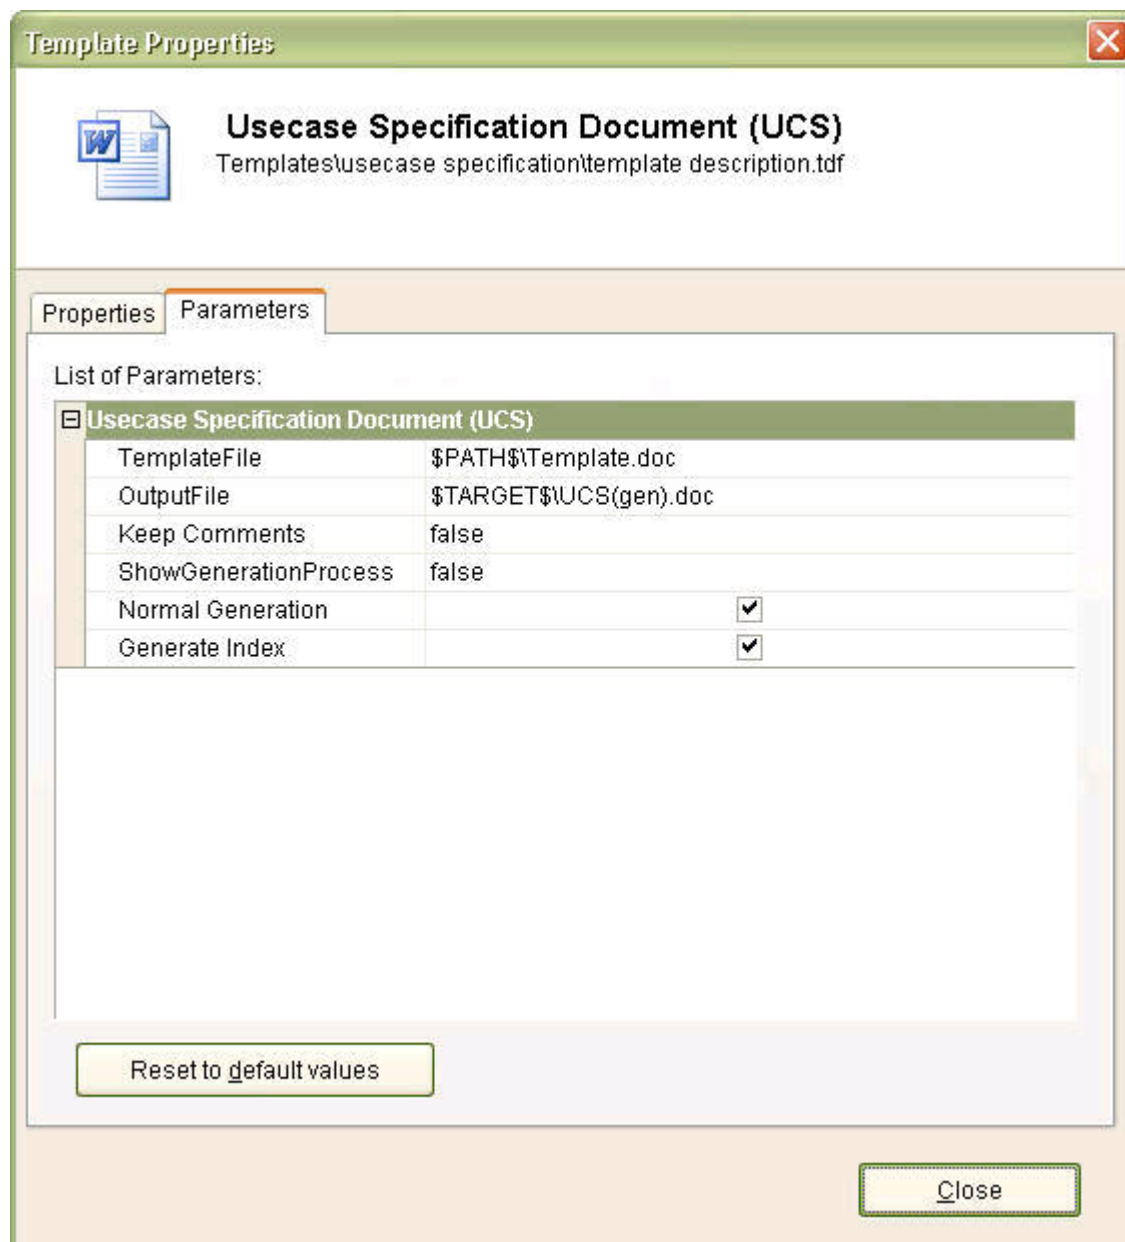 Template Properties
Usecase Specification Document (UCS)
Templates\usecase specification\template description.tdf
Properties Parameters
List of Parameters:
Usecase Specification Document (UCS)
TemplateFile $PATH$\Template.doc
OutputFile $TARGET$\UCS(gen).doc
Keep Comments false
ShowGenerationProcess false
Normal Generation
Generate Index
Reset to default values
Close